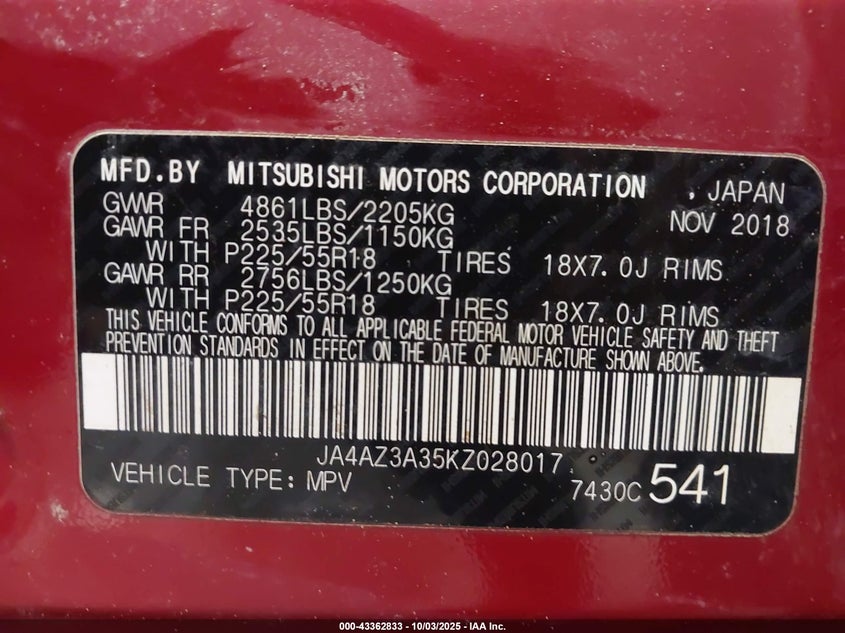 MFD.BY MITSUBISHI MOTORS CORPORATION , JAPAN
GVWR 4861LBS/2205KG NOV 2018
GAWR FR 2535LBS/1150KG
WITH P225/55R18 TIRES 18X7.0J RIMS
GAWR RR 2756LBS/1250KG
WITH P225/55R18 TIRES 18X7.0J RIMS
THIS VEHICLE CONFORMS TO ALL APPLICABLE FEDERAL MOTOR VEHICLE SAFETY AND THEFT
PREVENTION STANDARDS IN EFFECT ON THE DATE OF MANUFACTURE SHOWN ABOVE.
JA4AZ3A35KZ028017
VEHICLE TYPE: MPV 7430C 541
000-43362833 - 10/03/2025 - IAA Inc.